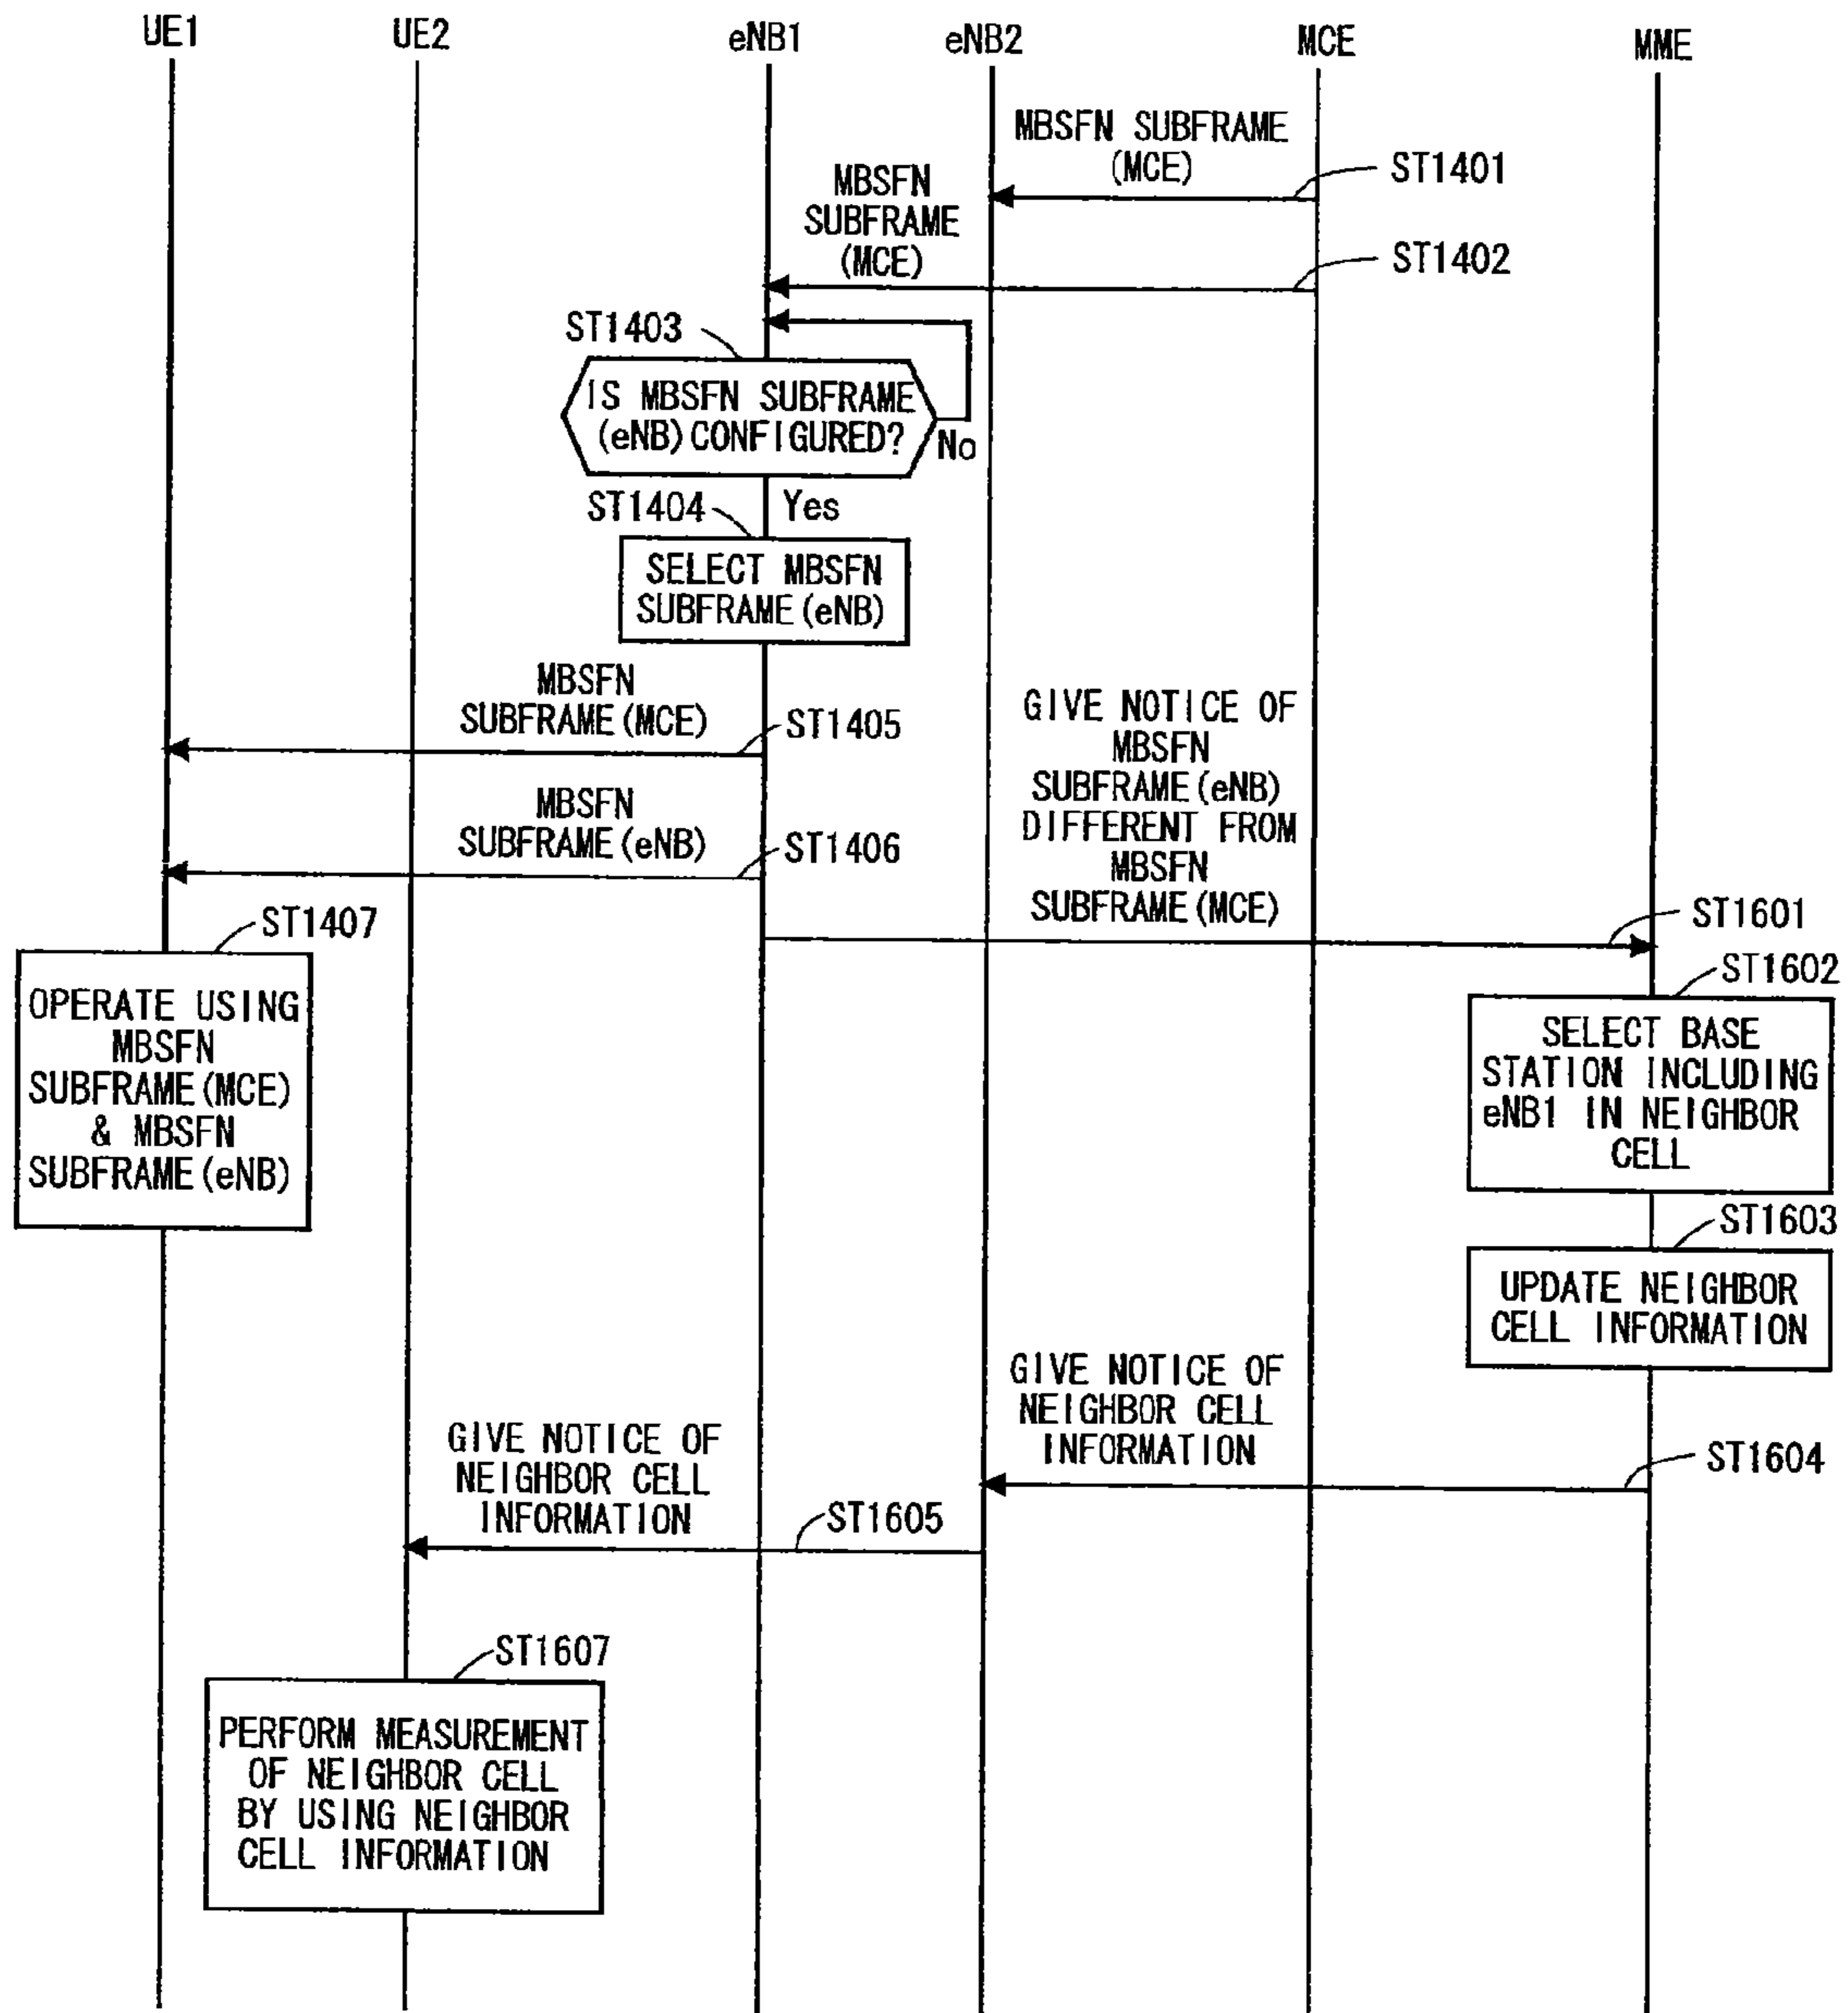 UE1
UE2
eNB1
eNB2
MCE
MME
MBSFN SUBFRAME
(MCE)
ST1401
MBSFN
SUBFRAME
(MCE)
ST1402
ST1403
IS MBSFN SUBFRAME
(eNB)CONFIGURED?
No
ST1404
Yes
SELECT MBSFN
SUBFRAME(eNB)
MBSFN
SUBFRAME(MCE)
ST1405
MBSFN
SUBFRAME(eNB)
ST1406
GIVE NOTICE OF
MBSFN
SUBFRAME(eNB)
DIFFERENT FROM
MBSFN
SUBFRAME(MCE)
ST1601
ST1407
OPERATE USING
MBSFN
SUBFRAME(MCE)
& MBSFN
SUBFRAME(eNB)
ST1602
SELECT BASE
STATION INCLUDING
eNB1 IN NEIGHBOR
CELL
ST1603
UPDATE NEIGHBOR
CELL INFORMATION
GIVE NOTICE OF
NEIGHBOR CELL
INFORMATION
ST1604
GIVE NOTICE OF
NEIGHBOR CELL
INFORMATION
ST1605
ST1607
PERFORM MEASUREMENT
OF NEIGHBOR CELL
BY USING NEIGHBOR
CELL INFORMATION